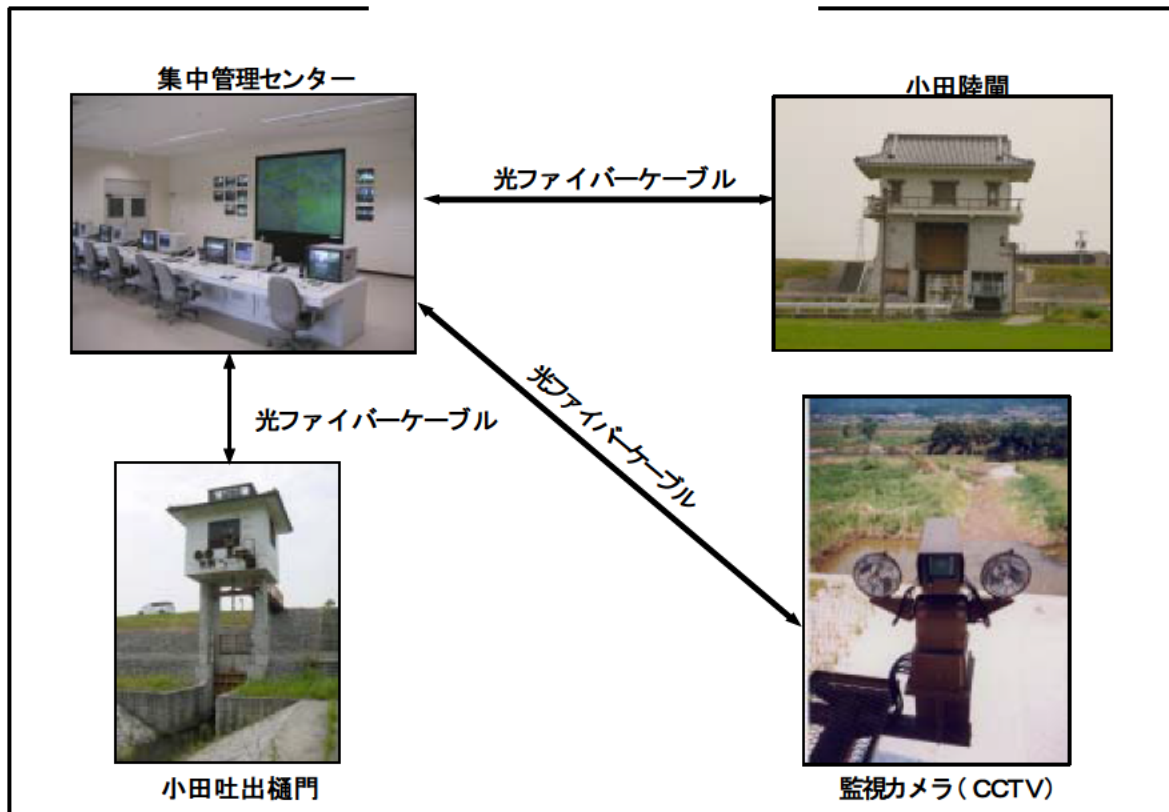 集中管理センター
小田陸閘
光ファイバーケーブル
光ファイバーケーブル
光ファイバーケーブル
小田吐出樋門
監視カメラ（CCTV）